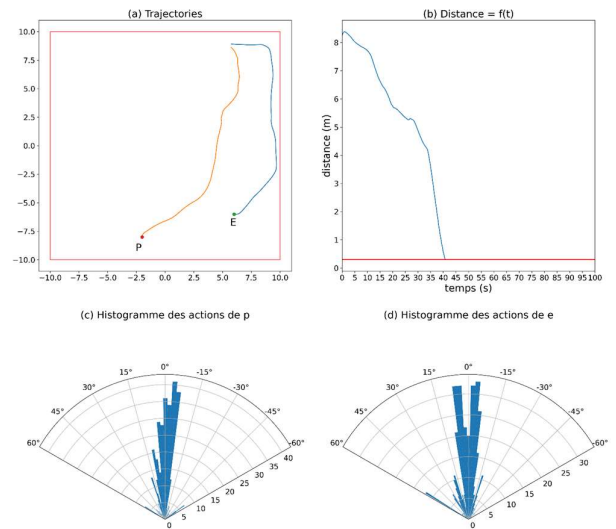 (a) Trajectories
10.0
7.5
5.0
2.5
0.0
−2.5
−5.0
−7.5
−10.0
P
E
−10.0 −7.5 −5.0 −2.5 0.0 2.5 5.0 7.5 10.0
(b) Distance = f(t)
distance (m)
8
7
6
5
4
3
2
1
0
0 5 10 15 20 25 30 35 40 45 50 55 60 65 70 75 80 85 90 95 100
temps (s)
(c) Histogramme des actions de p
60° 45° 30° 15° 0° -15° -30° -45° -60°
0 5 10 15 20 25 30 35 40
(d) Histogramme des actions de e
60° 45° 30° 15° 0° -15° -30° -45° -60°
0 5 10 15 20 25 30 35